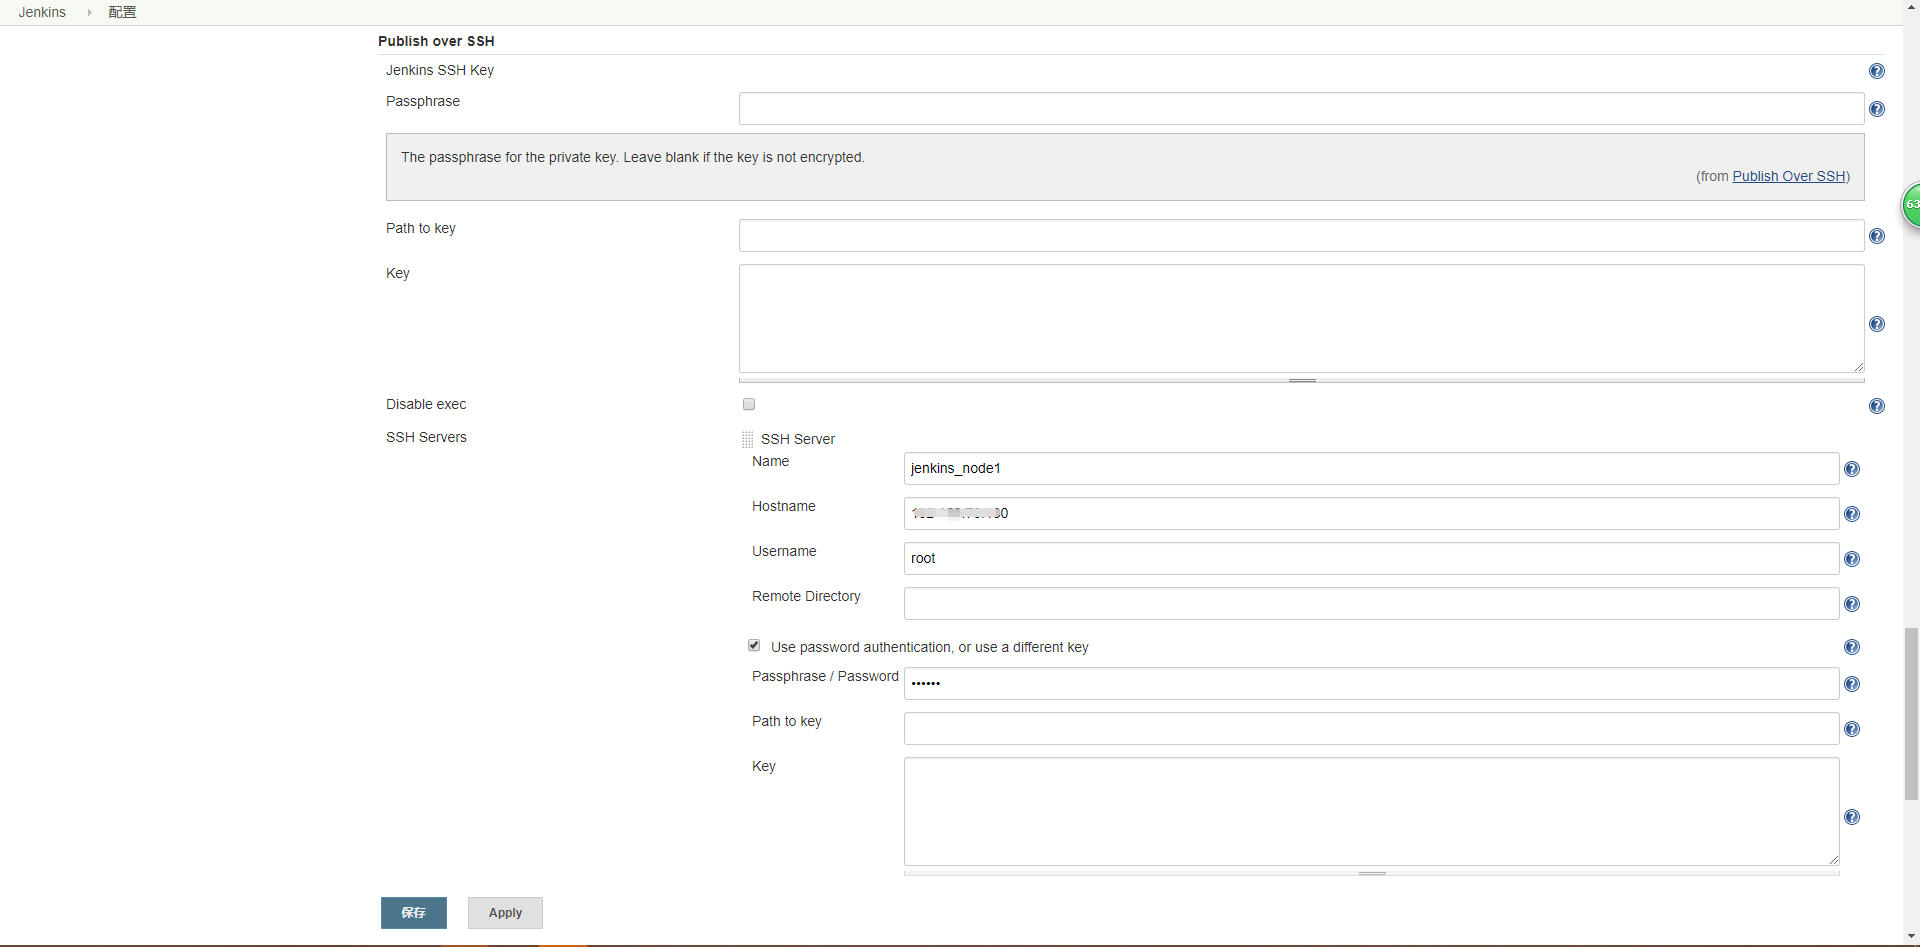 Jenkins 配置
Publish over SSH
Jenkins SSH Key
Passphrase
The passphrase for the private key. Leave blank if the key is not encrypted.
(from Publish Over SSH)
Path to key
Key
Disable exec
SSH Servers
SSH Server
Name jenkins_node1
Hostname
Username root
Remote Directory
Use password authentication, or use a different key
Passphrase / Password ••••••
Path to key
Key
保存 Apply
63